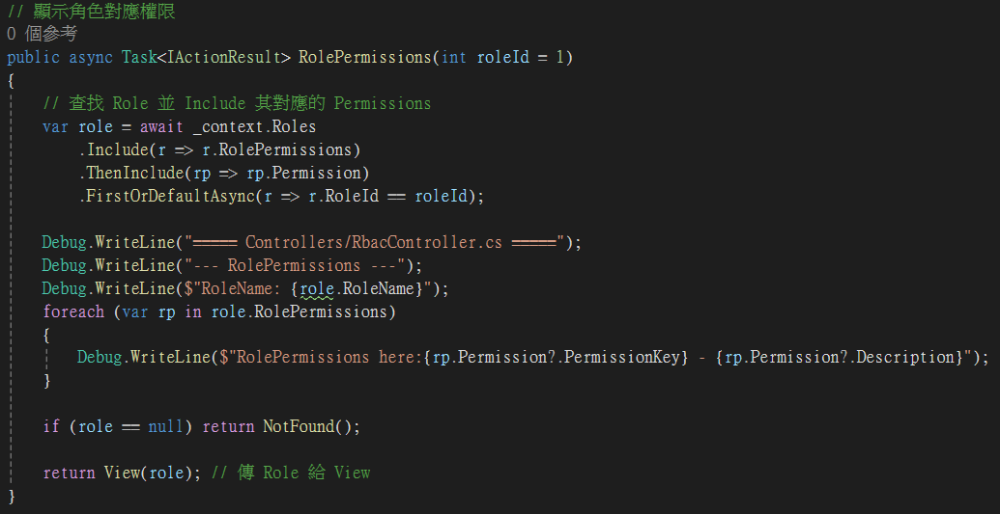 // 顯示角色對應權限
0 個參考
public async Task<IActionResult> RolePermissions(int roleId = 1)
{
    // 查找 Role 並 Include 其對應的 Permissions
    var role = await _context.Roles
        .Include(r => r.RolePermissions)
        .ThenInclude(rp => rp.Permission)
        .FirstOrDefaultAsync(r => r.RoleId == roleId);

    Debug.WriteLine("===== Controllers/RbacController.cs =====");
    Debug.WriteLine("--- RolePermissions ---");
    Debug.WriteLine($"RoleName: {role.RoleName}");
    foreach (var rp in role.RolePermissions)
    {
        Debug.WriteLine($"RolePermissions here:{rp.Permission?.PermissionKey} - {rp.Permission?.Description}");
    }

    if (role == null) return NotFound();

    return View(role); // 傳 Role 給 View
}